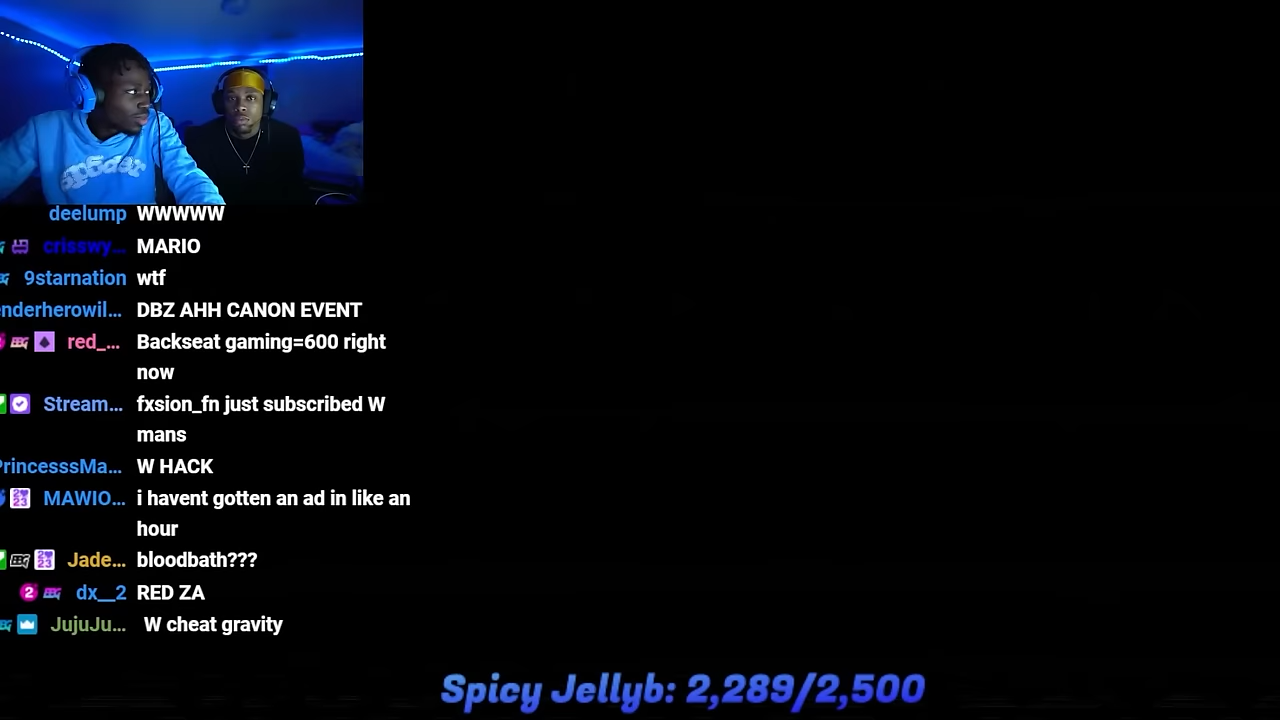 deelump WWWWW
crisswy... MARIO
9starnation wtf
nderherowil... DBZ AHH CANON EVENT
red_... Backseat gaming=600 right
now
Stream... fxsion_fn just subscribed W
mans
PrincesssMa... W HACK
MAWIO... i havent gotten an ad in like an
hour
Jade... bloodbath???
2 dx__2 RED ZA
JujuJu... W cheat gravity
Spicy Jellyb: 2,289/2,500